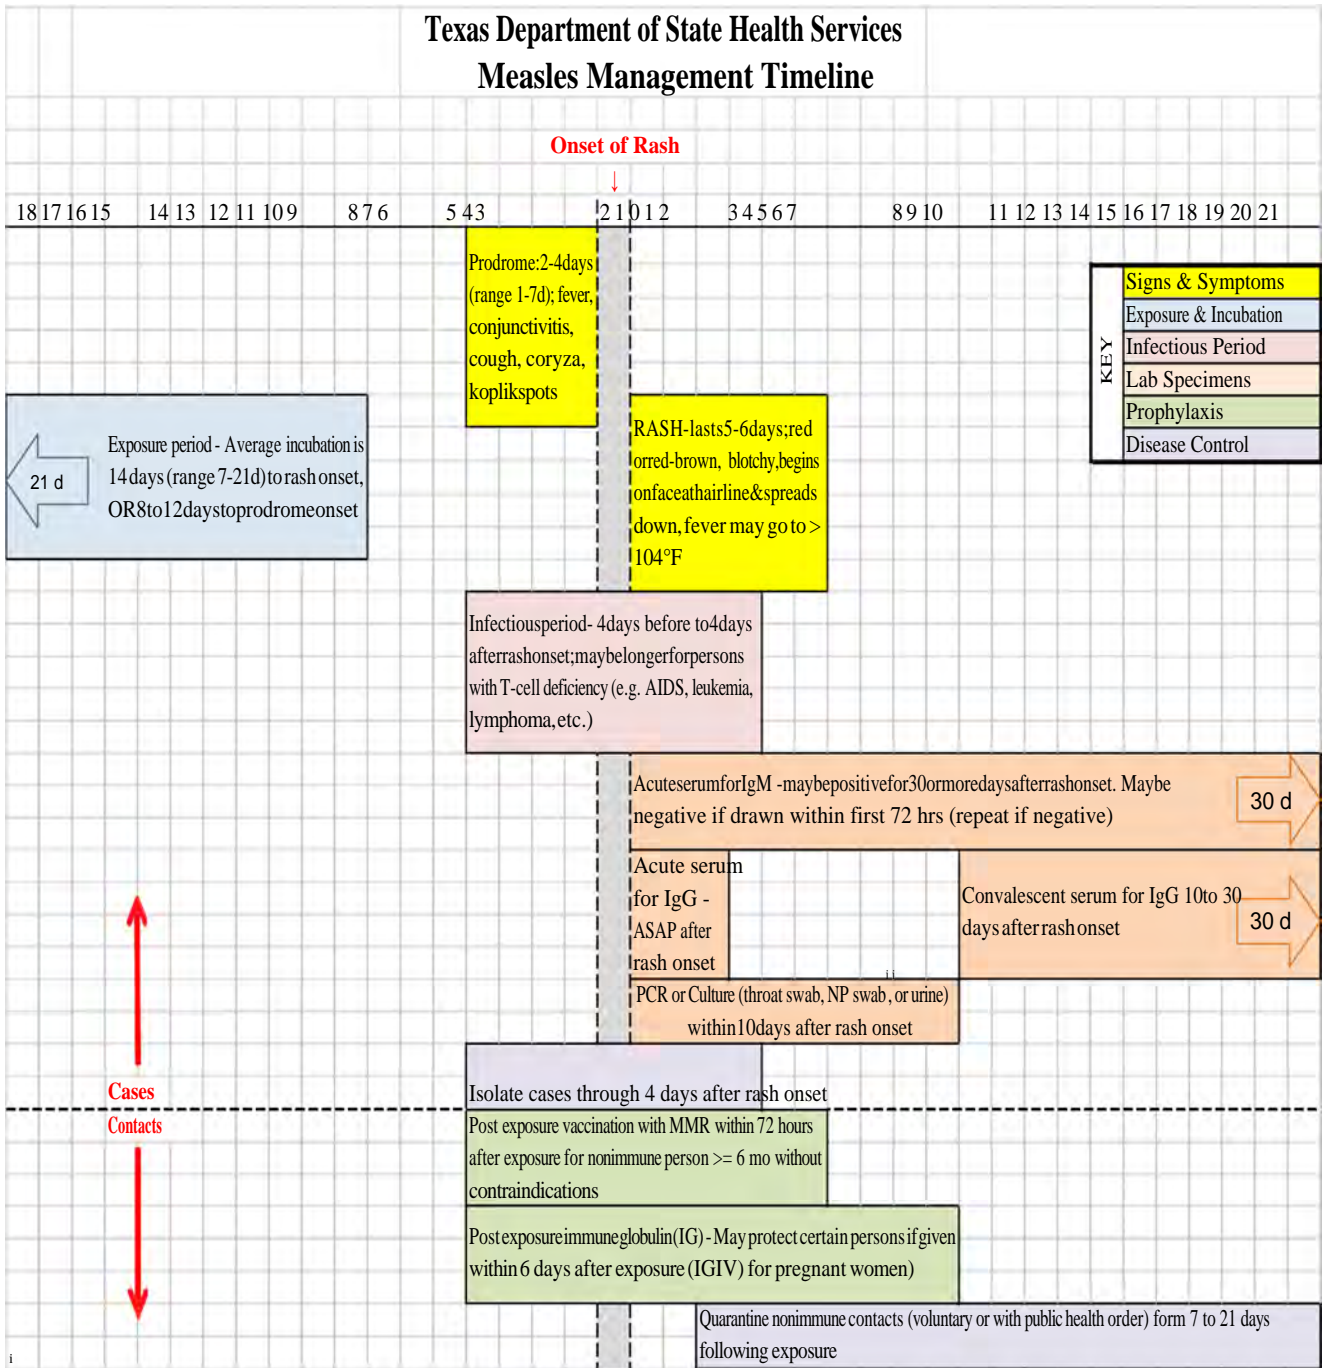 Texas Department of State Health Services
Measles Management Timeline
Onset of Rash
↓
18 17 16 15 14 13 12 11 10 9 8 7 6 5 4 3 2 1 0 1 2 3 4 5 6 7 8 9 10 11 12 13 14 15 16 17 18 19 20 21
Prodrome:2-4days
(range 1-7d); fever,
conjunctivitis,
cough, coryza,
koplikspots
KEY
Signs & Symptoms
Exposure & Incubation
Infectious Period
Lab Specimens
Prophylaxis
Disease Control
21 d
Exposure period - Average incubation is
14 days (range 7-21d) to rash onset,
OR8to12daystoprodromeonset
RASH-lasts5-6days;red
orred-brown, blotchy,begins
onfaceathairline&spreads
down, fever may go to >
104°F
Infectiousperiod- 4days before to4days
afterrashonset;maybelongerforpersons
with T-cell deficiency (e.g. AIDS, leukemia,
lymphoma, etc.)
AcuteserumforIgM -maybepositivefor30ormoredaysafterrashonset. Maybe
negative if drawn within first 72 hrs (repeat if negative)
30 d
Acute serum
for IgG -
ASAP after
rash onset
Convalescent serum for IgG 10to 30
days after rash onset
30 d
PCR or Culture (throat swab, NP swab, or urine)
within10days after rash onset
Cases
Isolate cases through 4 days after rash onset
Contacts
Post exposure vaccination with MMR within 72 hours
after exposure for nonimmune person >= 6 mo without
contraindications
Post exposure immune globulin (IG) - May protect certain persons if given
within 6 days after exposure (IGIV) for pregnant women)
Quarantine nonimmune contacts (voluntary or with public health order) form 7 to 21 days
following exposure
i